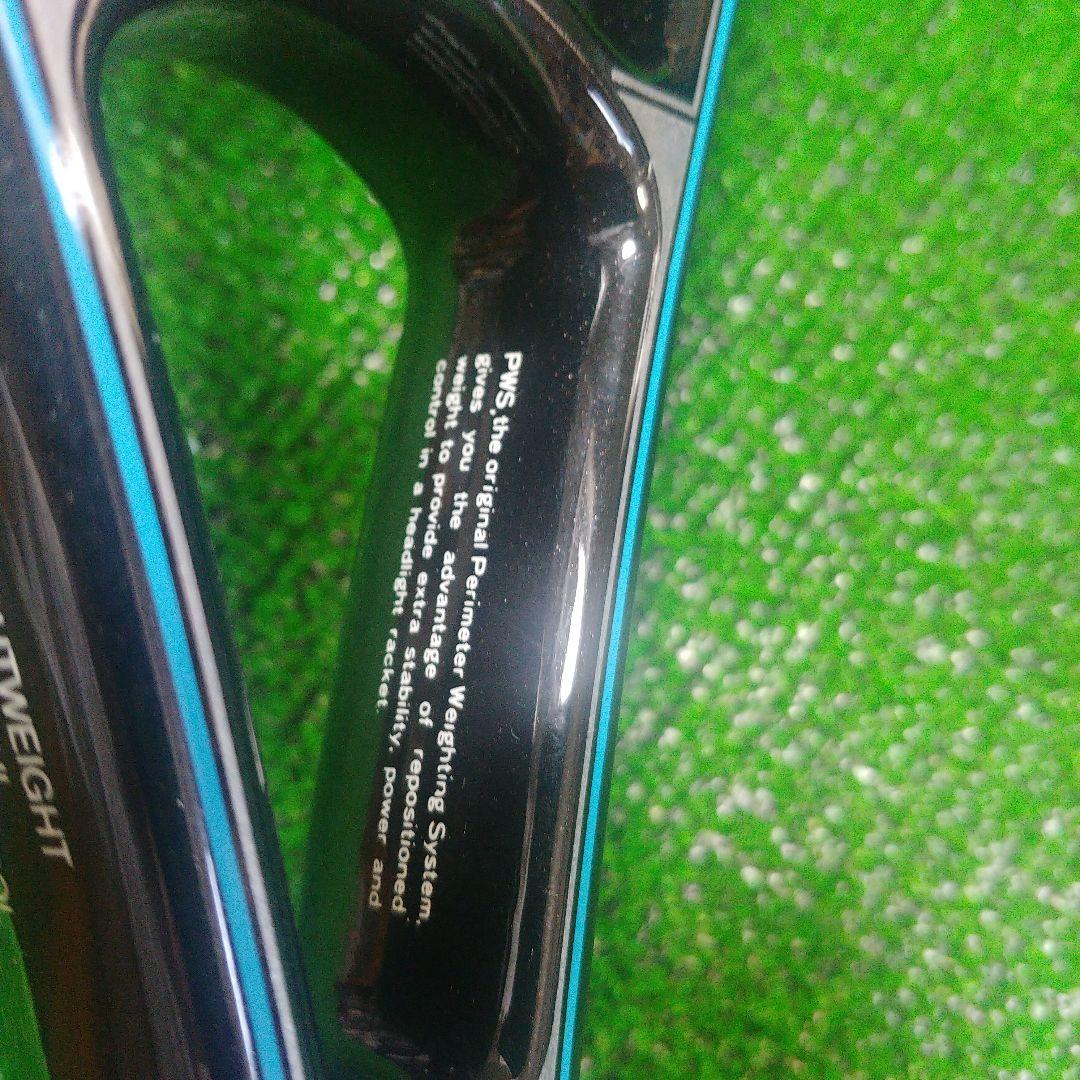 PWS, the original Perimeter Weighting System,
gives you the advantage of repositioned
weight to provide extra stability, power and
control in a headlight racket.